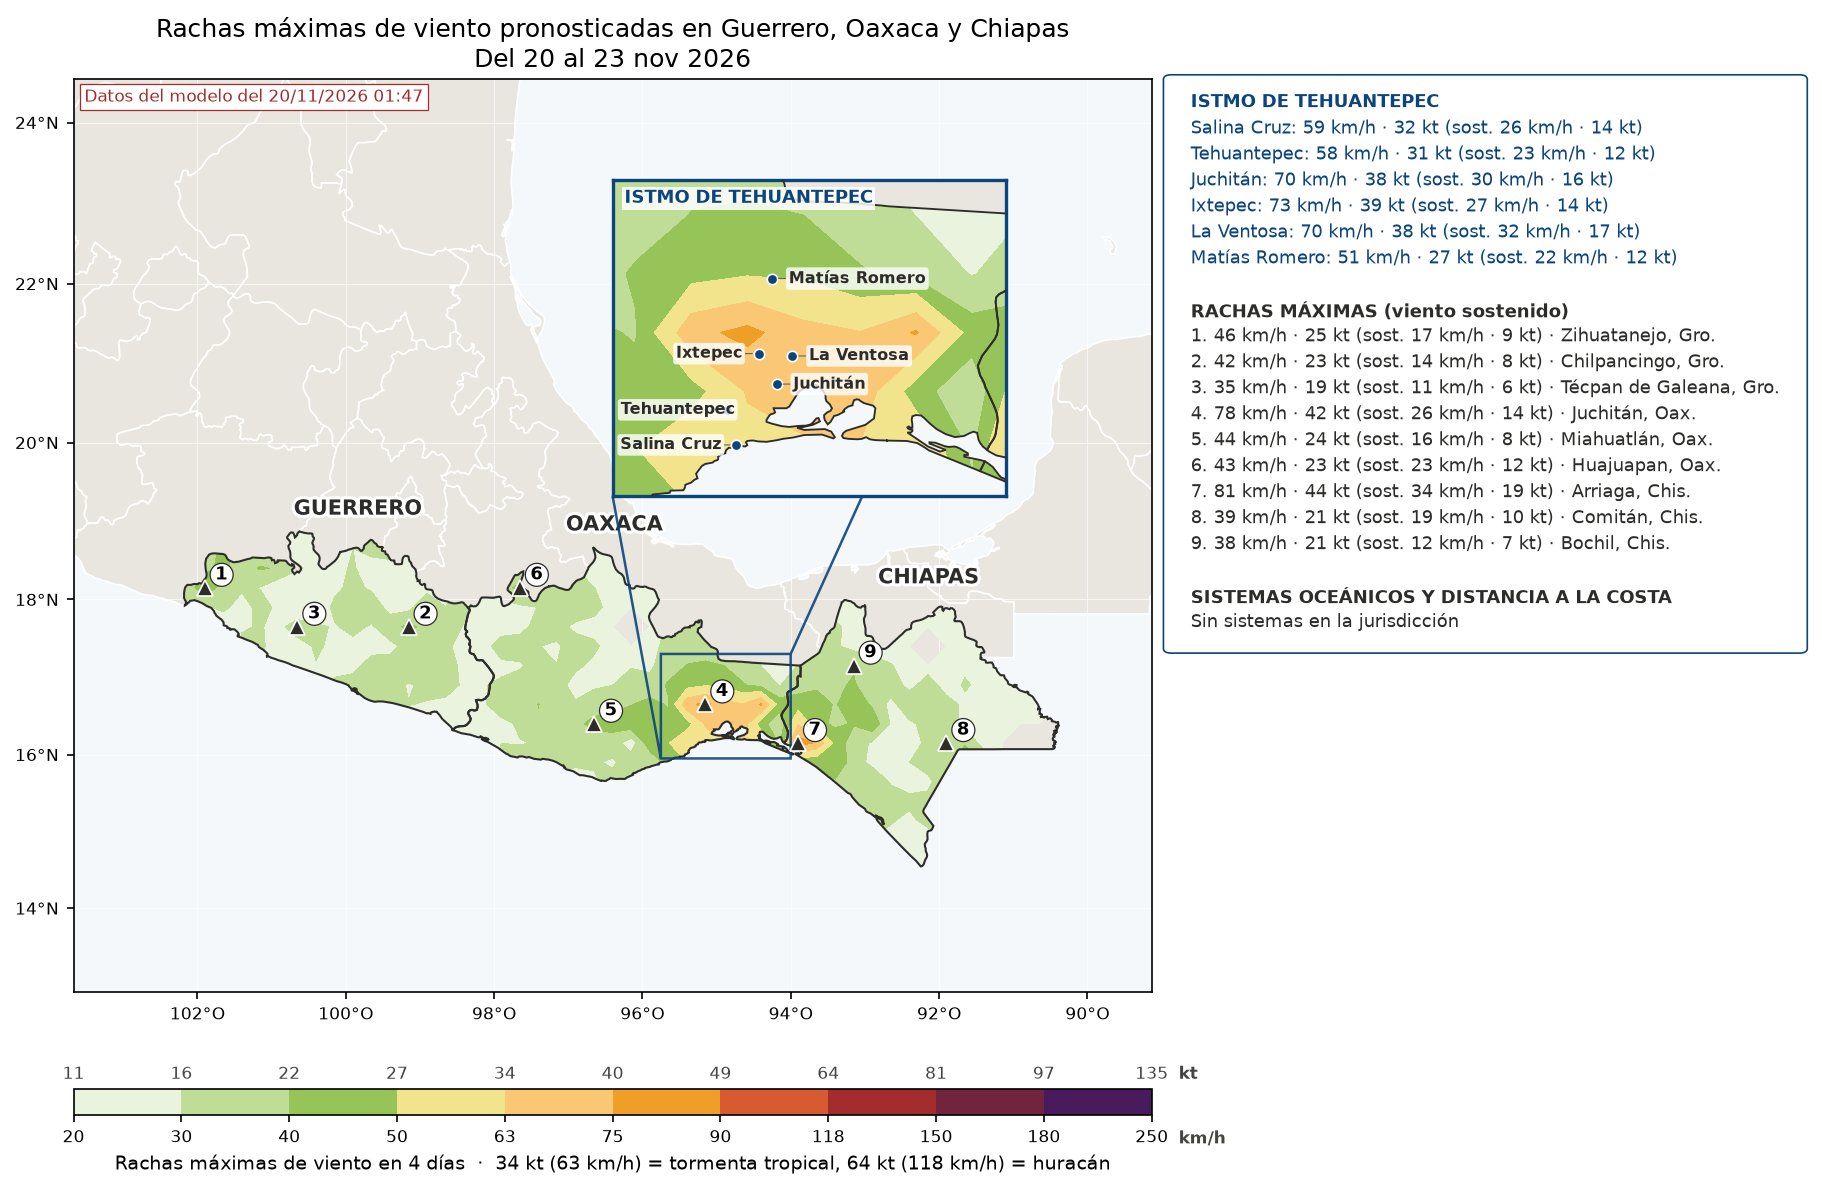 Rachas máximas de viento pronosticadas en Guerrero, Oaxaca y Chiapas
Del 20 al 23 nov 2026
Datos del modelo del 20/11/2026 01:47
24°N
22°N
20°N
18°N
16°N
14°N
102°O
100°O
98°O
96°O
94°O
92°O
90°O
ISTMO DE TEHUANTEPEC
Matías Romero
Ixtepec
La Ventosa
Juchitán
Tehuantepec
Salina Cruz
GUERRERO
OAXACA
CHIAPAS
1
2
3
4
5
6
7
8
9
ISTMO DE TEHUANTEPEC
Salina Cruz: 59 km/h · 32 kt (sost. 26 km/h · 14 kt)
Tehuantepec: 58 km/h · 31 kt (sost. 23 km/h · 12 kt)
Juchitán: 70 km/h · 38 kt (sost. 30 km/h · 16 kt)
Ixtepec: 73 km/h · 39 kt (sost. 27 km/h · 14 kt)
La Ventosa: 70 km/h · 38 kt (sost. 32 km/h · 17 kt)
Matías Romero: 51 km/h · 27 kt (sost. 22 km/h · 12 kt)
RACHAS MÁXIMAS (viento sostenido)
1. 46 km/h · 25 kt (sost. 17 km/h · 9 kt) · Zihuatanejo, Gro.
2. 42 km/h · 23 kt (sost. 14 km/h · 8 kt) · Chilpancingo, Gro.
3. 35 km/h · 19 kt (sost. 11 km/h · 6 kt) · Técpan de Galeana, Gro.
4. 78 km/h · 42 kt (sost. 26 km/h · 14 kt) · Juchitán, Oax.
5. 44 km/h · 24 kt (sost. 16 km/h · 8 kt) · Miahuatlán, Oax.
6. 43 km/h · 23 kt (sost. 23 km/h · 12 kt) · Huajuapan, Oax.
7. 81 km/h · 44 kt (sost. 34 km/h · 19 kt) · Arriaga, Chis.
8. 39 km/h · 21 kt (sost. 19 km/h · 10 kt) · Comitán, Chis.
9. 38 km/h · 21 kt (sost. 12 km/h · 7 kt) · Bochil, Chis.
SISTEMAS OCEÁNICOS Y DISTANCIA A LA COSTA
Sin sistemas en la jurisdicción
11 16 22 27 34 40 49 64 81 97 135 kt
20 30 40 50 63 75 90 118 150 180 250 km/h
Rachas máximas de viento en 4 días · 34 kt (63 km/h) = tormenta tropical, 64 kt (118 km/h) = huracán